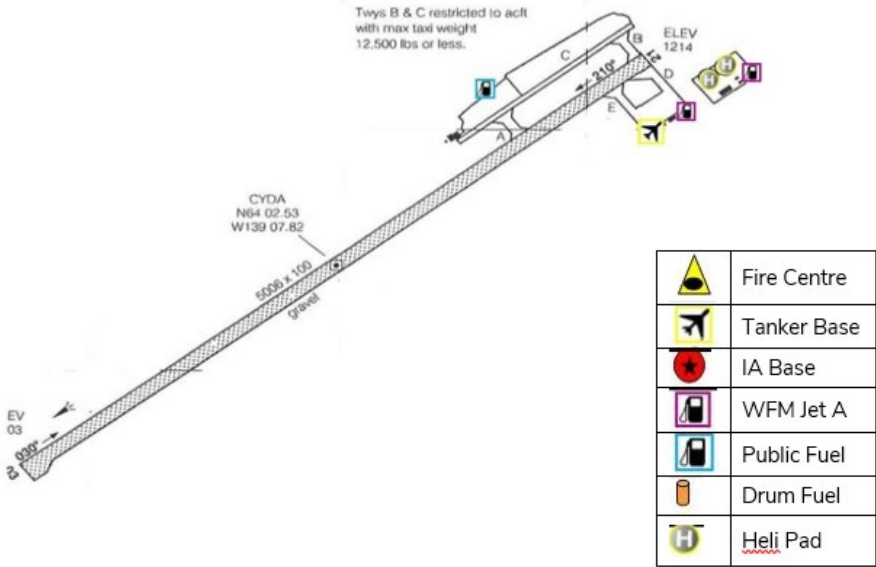 Twys B & C restricted to acft
with max taxi weight
12,500 lbs or less.
B
ELEV
1214
C
21
D
210°
E
A
H
H
CYDA
N64 02.53
W139 07.82
5006 x 100
gravel
EV
03
030°
03
Fire Centre
Tanker Base
IA Base
WFM Jet A
Public Fuel
Drum Fuel
H
Heli Pad